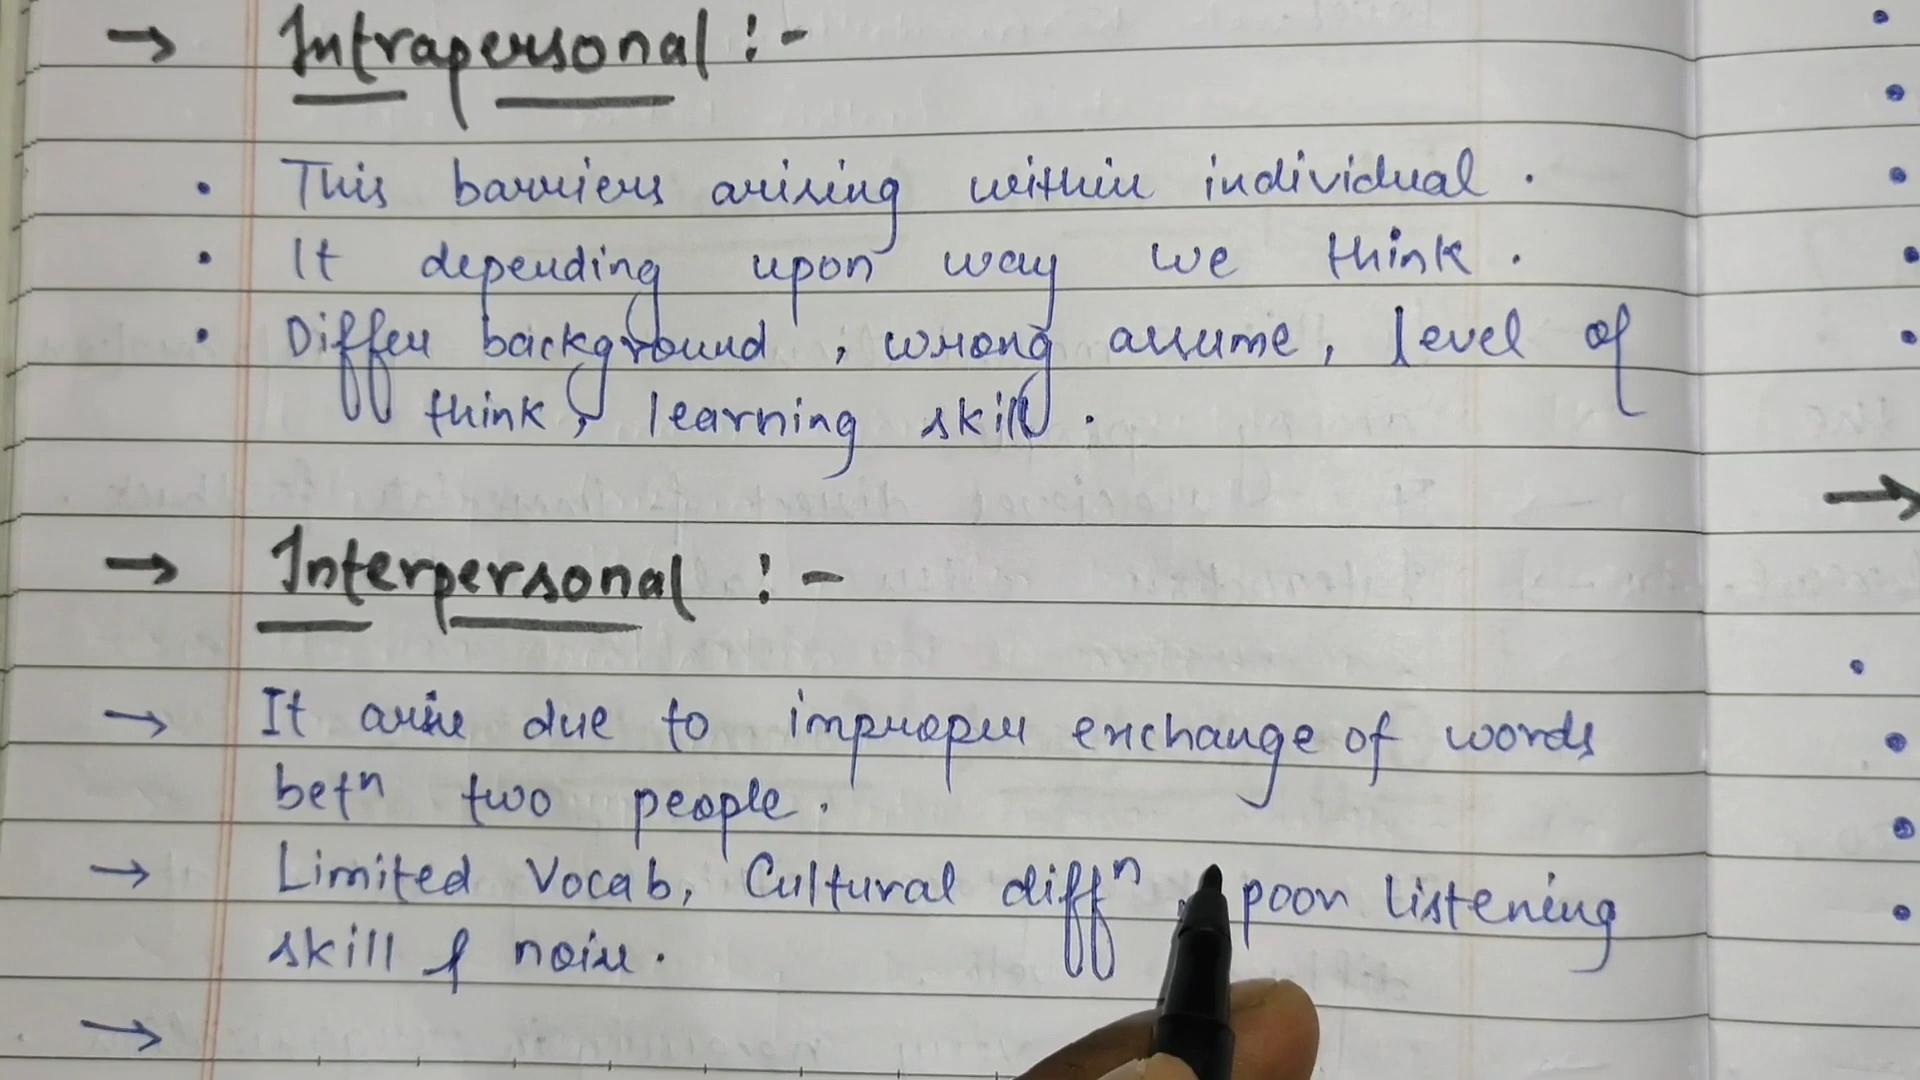 → Intrapersonal :-
• This barriers arising within individual .
• It depending upon way we think .
• Differ background , wrong assume , level of
think , learning skill .
→ Interpersonal :-
→ It arise due to improper exchange of words
betⁿ two people .
→ Limited Vocab , Cultural diffⁿ , poor listening
skill & noise .
→